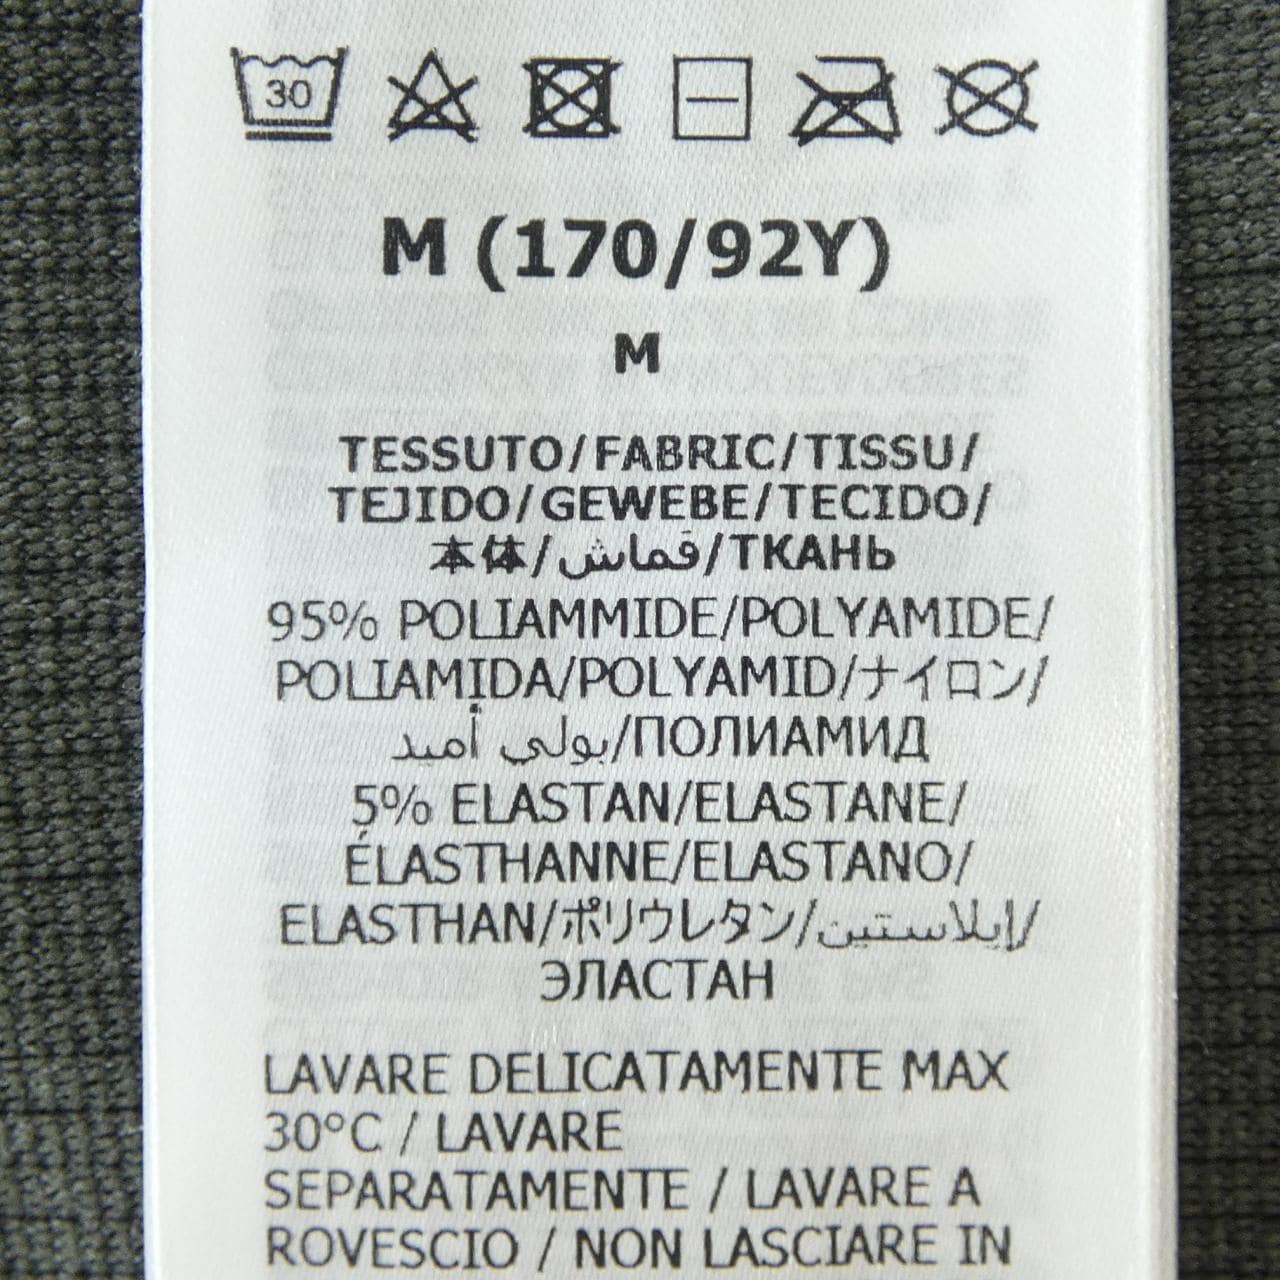 30
M (170/92Y)
M
TESSUTO/FABRIC/TISSU/
TEJIDO/GEWEBE/TECIDO/
本体/قماش/ТКАНЬ
95% POLIAMMIDE/POLYAMIDE/
POLIAMIDA/POLYAMID/ナイロン/
بولي أميد/ПОЛИАМИД
5% ELASTAN/ELASTANE/
ÉLASTHANNE/ELASTANO/
ELASTHAN/ポリウレタン/إيلاستين/
ЭЛАСТАН
LAVARE DELICATAMENTE MAX
30°C / LAVARE
SEPARATAMENTE / LAVARE A
ROVESCIO / NON LASCIARE IN